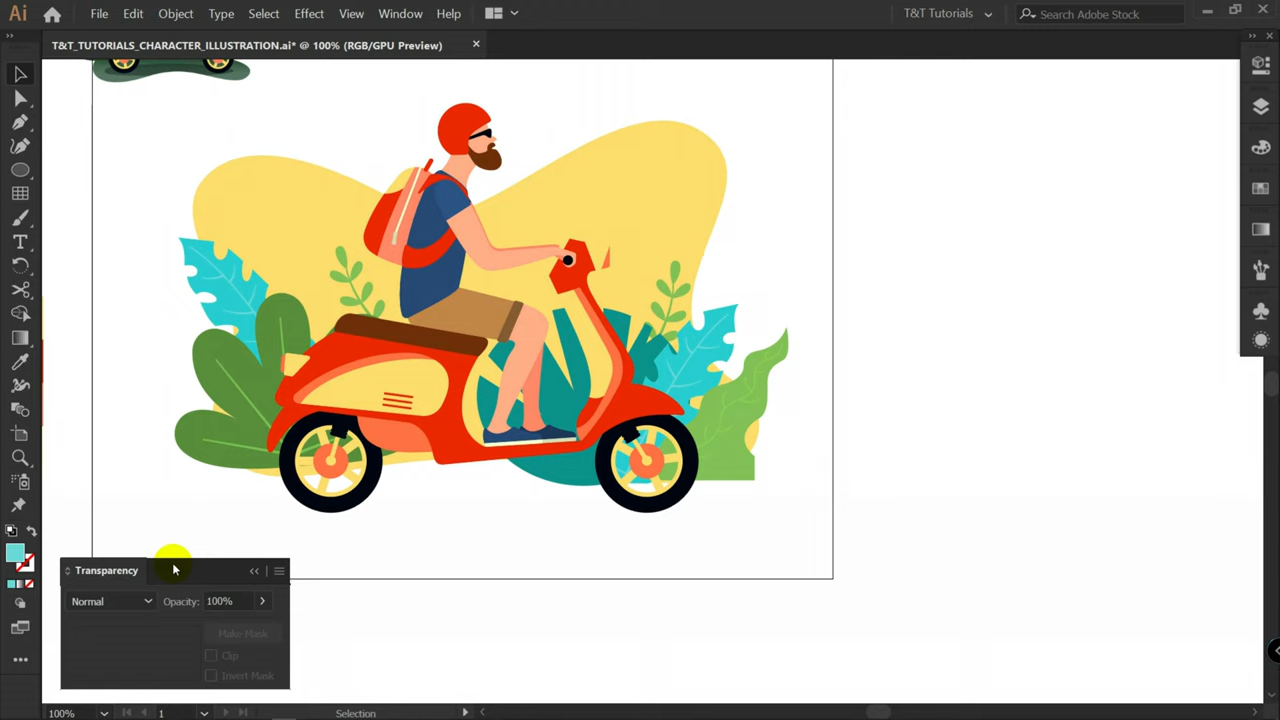 Ai File Edit Object Type Select Effect View Window Help T&T Tutorials Search Adobe Stock
T&T_TUTORIALS_CHARACTER_ILLUSTRATION.ai* @ 100% (RGB/GPU Preview)
Transparency
Normal Opacity: 100%
Make Mask
Clip
Invert Mask
100% 1 Selection